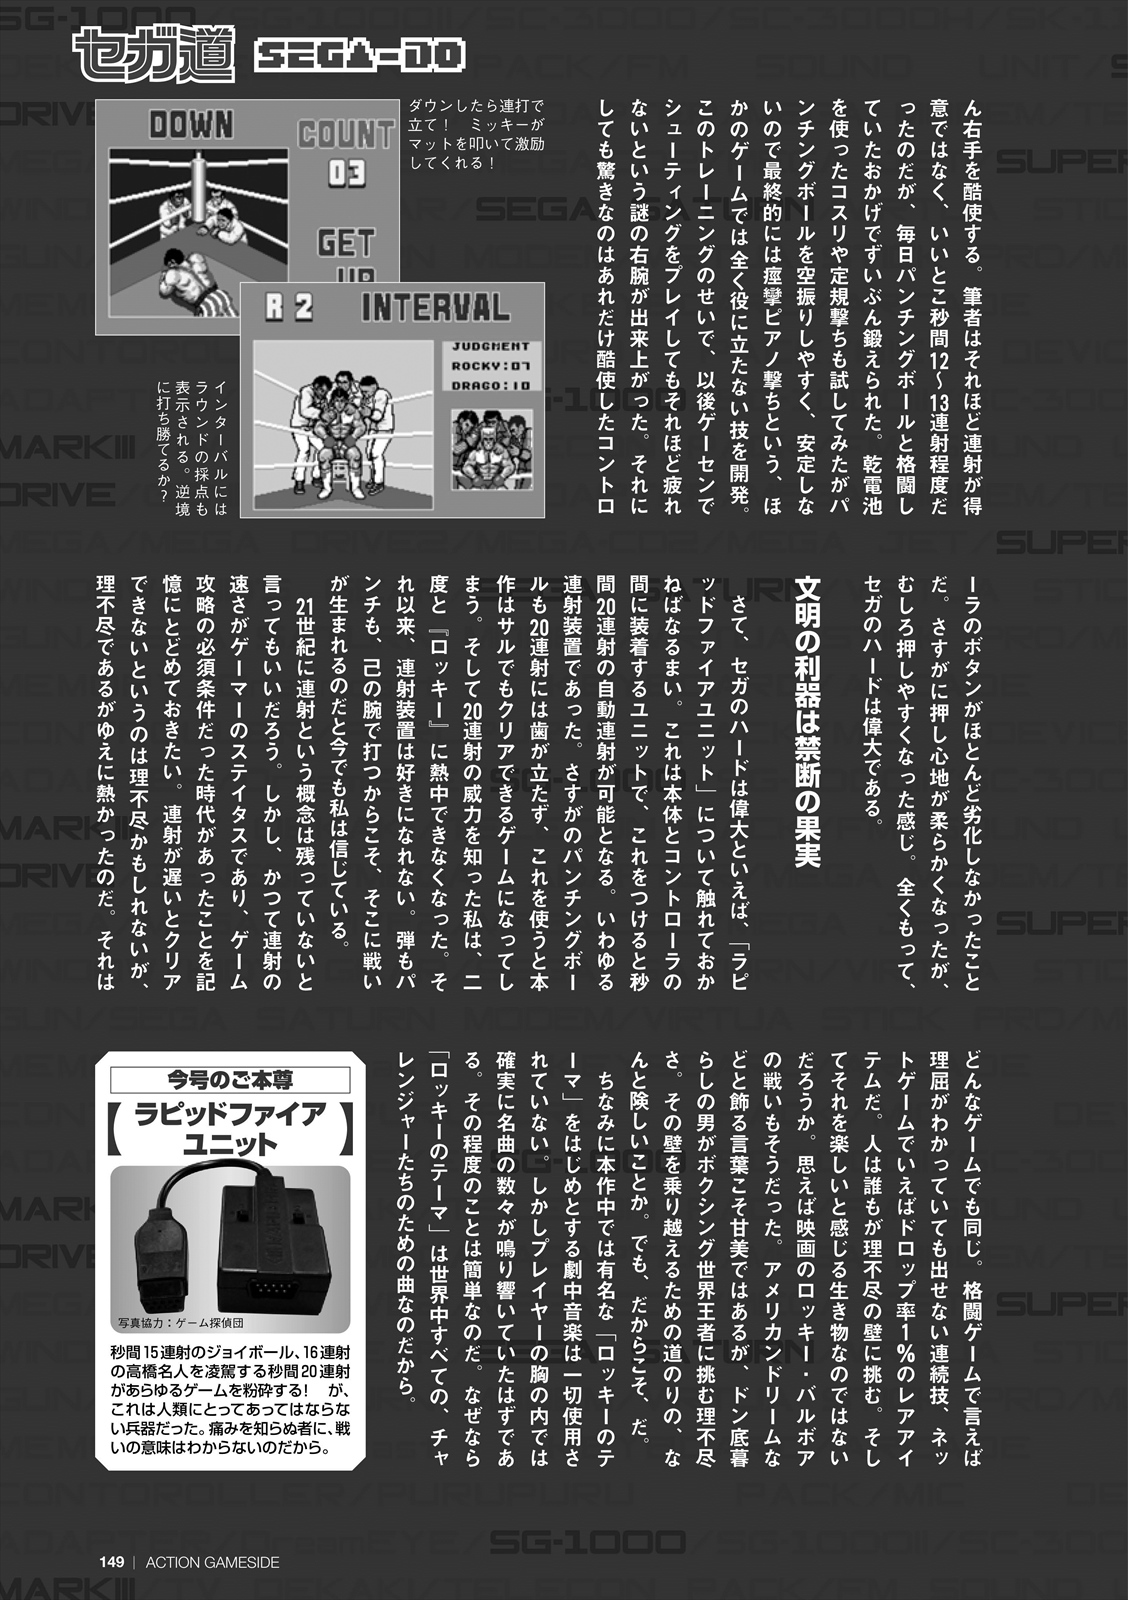 セガ道 SEGA-DO
DOWN
COUNT
03
GET
UP
ダウンしたら連打で
立て！　ミッキーが
マットを叩いて激励
してくれる！
R 2 INTERVAL
JUDGMENT
ROCKY:07
DRAGO:10
インターバルには
ラウンドの採点も
表示される。逆境
に打ち勝てるか？
ん右手を酷使する。筆者はそれほど連射が得
意ではなく、いいとこ秒間12〜13連射程度だ
ったのだが、毎日パンチングボールと格闘し
ていたおかげでずいぶん鍛えられた。乾電池
を使ったコスリや定規撃ちも試してみたがパ
ンチングボールを空振りしやすく、安定しな
いので最終的には痙攣ピアノ撃ちという、ほ
かのゲームでは全く役に立たない技を開発。
このトレーニングのせいで、以後ゲーセンで
シューティングをプレイしてもそれほど疲れ
ないという謎の右腕が出来上がった。それに
しても驚きなのはあれだけ酷使したコントロ
ーラのボタンがほとんど劣化しなかったこと
だ。さすがに押し心地が柔らかくなったが、
むしろ押しやすくなった感じ。全くもって、
セガのハードは偉大である。
文明の利器は禁断の果実
さて、セガのハードは偉大といえば、「ラピ
ッドファイアユニット」について触れておか
ねばなるまい。これは本体とコントローラの
間に装着するユニットで、これをつけると秒
間20連射の自動連射が可能となる。いわゆる
連射装置であった。さすがのパンチングボー
ルも20連射には歯が立たず、これを使うと本
作はサルでもクリアできるゲームになってし
まう。そして20連射の威力を知った私は、二
度と『ロッキー』に熱中できなくなった。そ
れ以来、連射装置は好きになれない。弾もパ
ンチも、己の腕で打つからこそ、そこに戦い
が生まれるのだと今でも私は信じている。
21世紀に連射という概念は残っていないと
言ってもいいだろう。しかし、かつて連射の
速さがゲーマーのステイタスであり、ゲーム
攻略の必須条件だった時代があったことを記
憶にとどめておきたい。連射が遅いとクリア
できないというのは理不尽かもしれないが、
理不尽であるがゆえに熱かったのだ。それは
どんなゲームでも同じ。格闘ゲームで言えば
理屈がわかっていても出せない連続技、ネッ
トゲームでいえばドロップ率1％のレアアイ
テムだ。人は誰もが理不尽の壁に挑む。そし
てそれを楽しいと感じる生き物なのではない
だろうか。思えば映画のロッキー・バルボア
の戦いもそうだった。アメリカンドリームな
どと飾る言葉こそ甘美ではあるが、ドン底暮
らしの男がボクシング世界王者に挑む理不尽
さ。その壁を乗り越えるための道のりの、な
んと険しいことか。でも、だからこそ、だ。
ちなみに本作中では有名な「ロッキーのテ
ーマ」をはじめとする劇中音楽は一切使用さ
れていない。しかしプレイヤーの胸の内では
確実に名曲の数々が鳴り響いていたはずであ
る。その程度のことは簡単なのだ。なぜなら
「ロッキーのテーマ」は世界中すべての、チャ
レンジャーたちのための曲なのだから。
今号のご本尊
【ラピッドファイア
ユニット】
写真協力：ゲーム探偵団
秒間15連射のジョイボール、16連射
の高橋名人を凌駕する秒間20連射
があらゆるゲームを粉砕する！　が、
これは人類にとってあってはならな
い兵器だった。痛みを知らぬ者に、戦
いの意味はわからないのだから。
149 | ACTION GAMESIDE